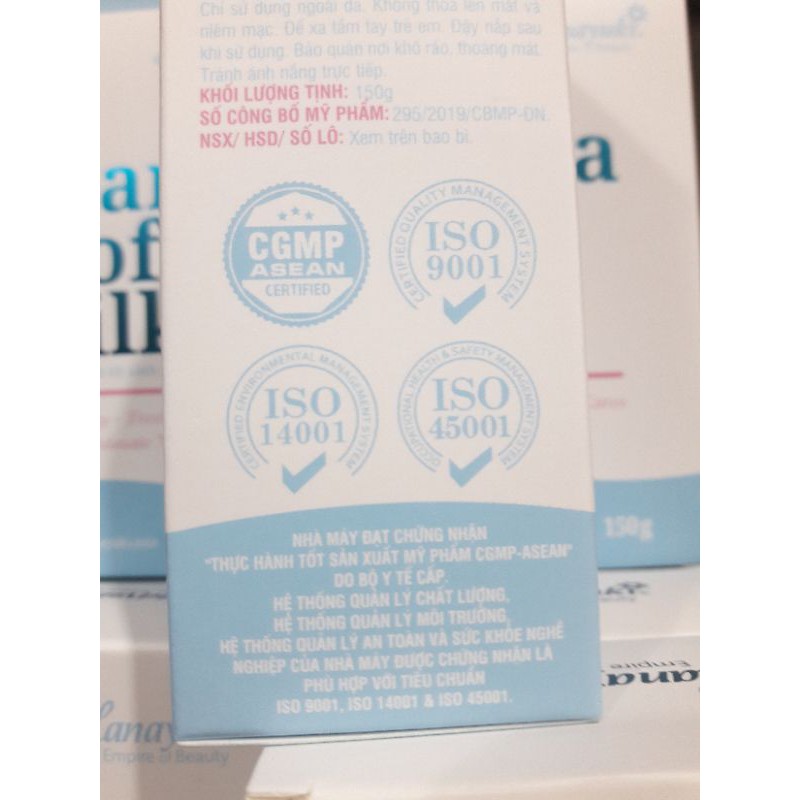 Chỉ sử dụng ngoài da. Không thoa lên mắt và
niêm mạc. Để xa tầm tay trẻ em. Đậy nắp sau
khi sử dụng. Bảo quản nơi khô ráo, thoáng mát.
Tránh ánh nắng trực tiếp.
KHỐI LƯỢNG TỊNH: 150g
SỐ CÔNG BỐ MỸ PHẨM: 295/2019/CBMP-ĐN.
NSX/ HSD/ SỐ LÔ: Xem trên bao bì.
CGMP
ASEAN
CERTIFIED
CERTIFIED QUALITY MANAGEMENT SYSTEM
ISO
9001
CERTIFIED ENVIRONMENTAL MANAGEMENT SYSTEM
ISO
14001
OCCUPATIONAL HEALTH & SAFETY MANAGEMENT SYSTEM
ISO
45001
NHÀ MÁY ĐẠT CHỨNG NHẬN
"THỰC HÀNH TỐT SẢN XUẤT MỸ PHẨM CGMP-ASEAN"
DO BỘ Y TẾ CẤP.
HỆ THỐNG QUẢN LÝ CHẤT LƯỢNG,
HỆ THỐNG QUẢN LÝ MÔI TRƯỜNG,
HỆ THỐNG QUẢN LÝ AN TOÀN VÀ SỨC KHỎE NGHỀ
NGHIỆP CỦA NHÀ MÁY ĐƯỢC CHỨNG NHẬN LÀ
PHÙ HỢP VỚI TIÊU CHUẨN
ISO 9001, ISO 14001 & ISO 45001.
of
a
150g
Lanay
Empire of Beauty
anay
Empire